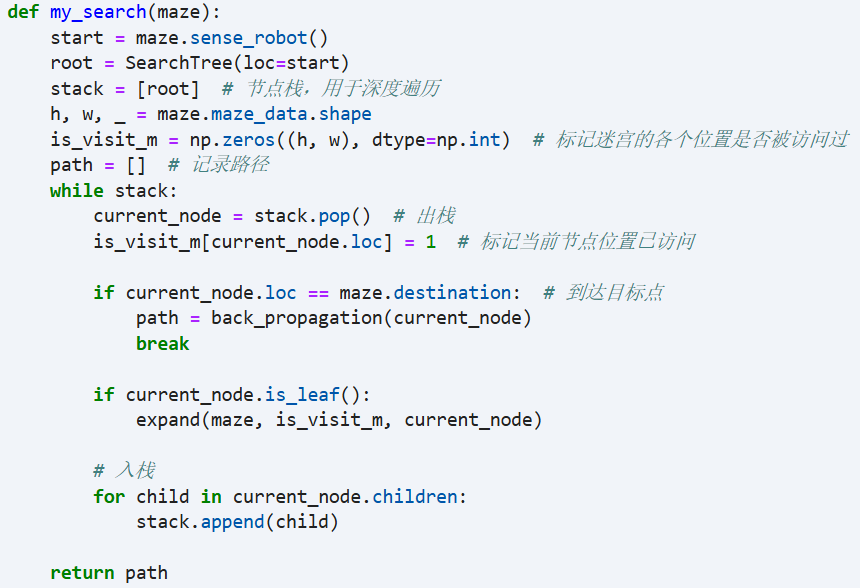 def my_search(maze):
    start = maze.sense_robot()
    root = SearchTree(loc=start)
    stack = [root]  # 节点栈，用于深度遍历
    h, w, _ = maze.maze_data.shape
    is_visit_m = np.zeros((h, w), dtype=np.int)  # 标记迷宫的各个位置是否被访问过
    path = []  # 记录路径
    while stack:
        current_node = stack.pop()  # 出栈
        is_visit_m[current_node.loc] = 1  # 标记当前节点位置已访问

        if current_node.loc == maze.destination:  # 到达目标点
            path = back_propagation(current_node)
            break

        if current_node.is_leaf():
            expand(maze, is_visit_m, current_node)

        # 入栈
        for child in current_node.children:
            stack.append(child)

    return path